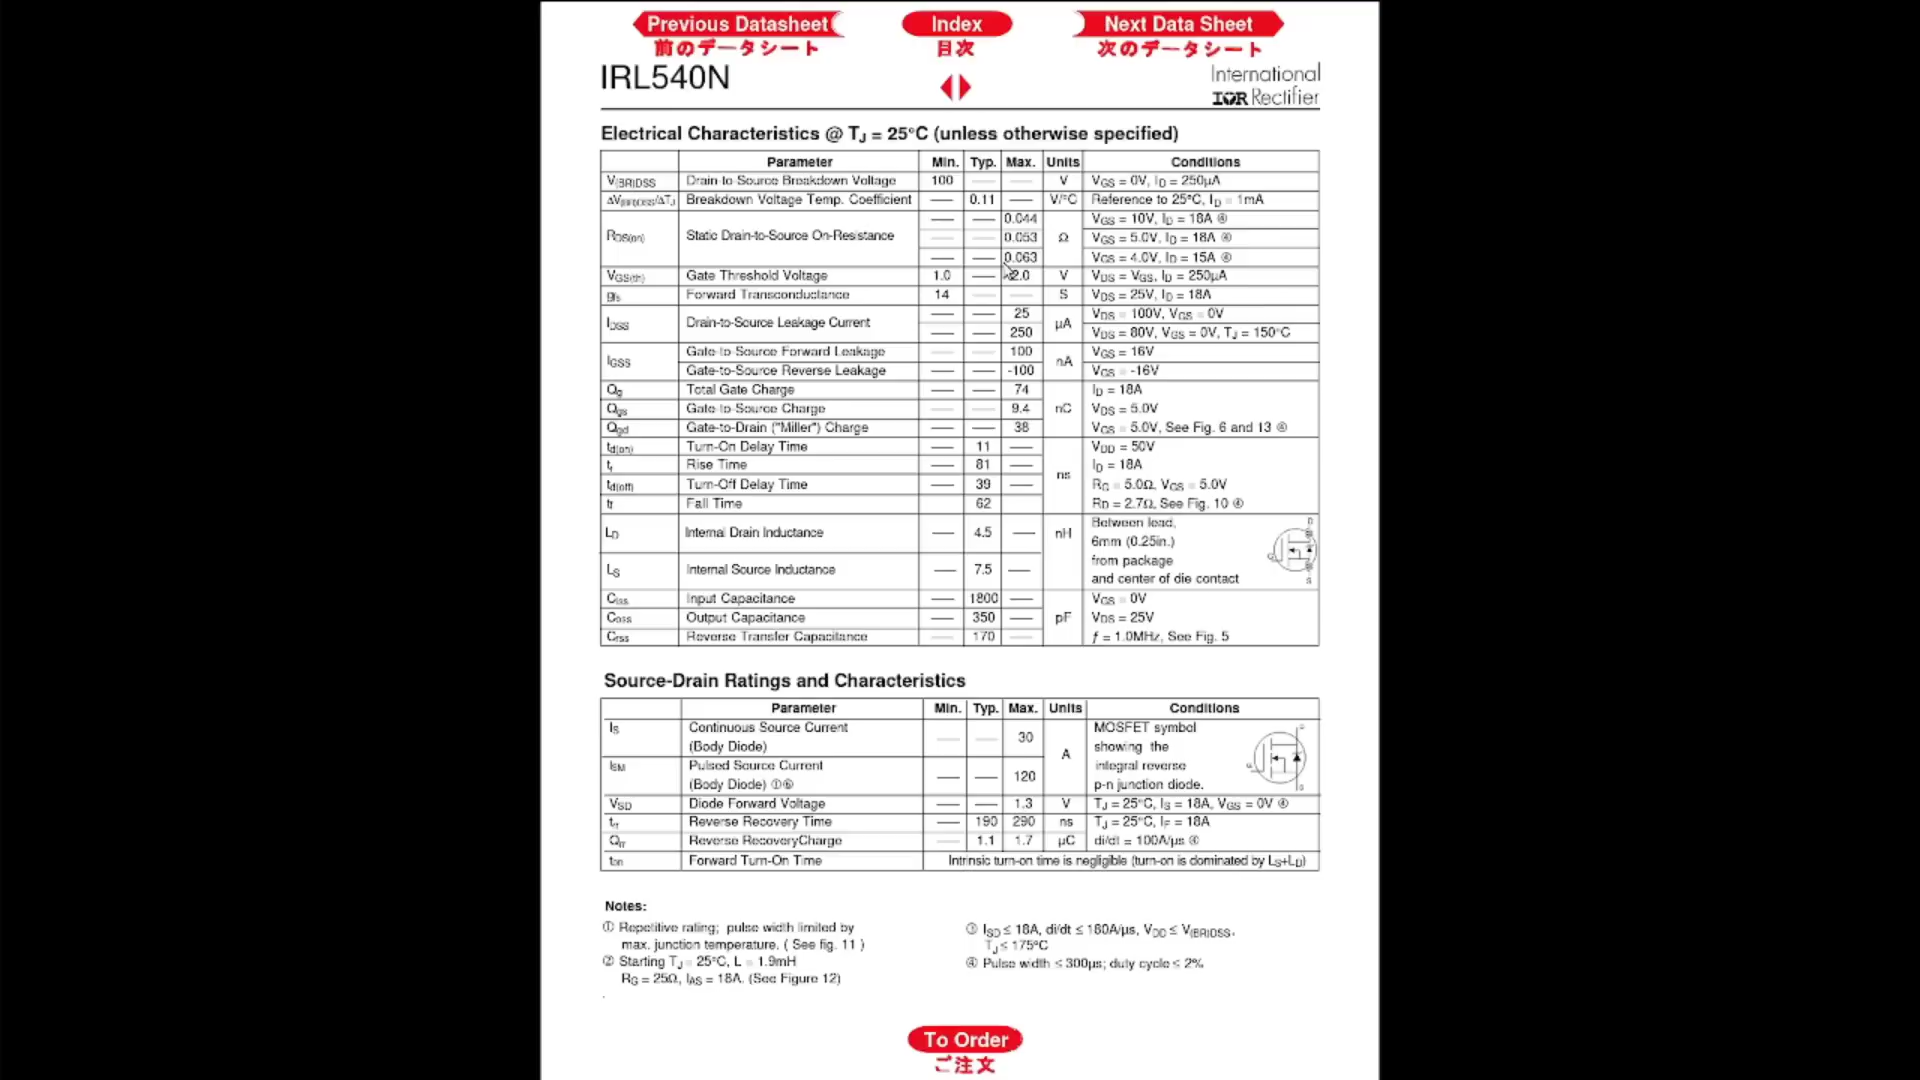 Previous Datasheet Index Next Data Sheet
前のデータシート 目次 次のデータシート
IRL540N
International
IOR Rectifier
Electrical Characteristics @ TJ = 25°C (unless otherwise specified)
Parameter Min. Typ. Max. Units Conditions
V(BR)DSS Drain-to-Source Breakdown Voltage 100 —— —— V VGS = 0V, ID = 250µA
ΔV(BR)DSS/ΔTJ Breakdown Voltage Temp. Coefficient —— 0.11 —— V/°C Reference to 25°C, ID = 1mA
—— —— 0.044 VGS = 10V, ID = 18A ④
RDS(on) Static Drain-to-Source On-Resistance —— —— 0.053 Ω VGS = 5.0V, ID = 18A ④
—— —— 0.063 VGS = 4.0V, ID = 15A ④
VGS(th) Gate Threshold Voltage 1.0 —— 2.0 V VDS = VGS, ID = 250µA
gfs Forward Transconductance 14 —— —— S VDS = 25V, ID = 18A
IDSS Drain-to-Source Leakage Current —— —— 25 µA VDS = 100V, VGS = 0V
—— —— 250 VDS = 80V, VGS = 0V, TJ = 150°C
IGSS Gate-to-Source Forward Leakage —— —— 100 nA VGS = 16V
Gate-to-Source Reverse Leakage —— —— -100 VGS = -16V
Qg Total Gate Charge —— —— 74 ID = 18A
Qgs Gate-to-Source Charge —— —— 9.4 nC VDS = 5.0V
Qgd Gate-to-Drain ("Miller") Charge —— —— 38 VGS = 5.0V, See Fig. 6 and 13 ④
td(on) Turn-On Delay Time —— 11 —— VDD = 50V
tr Rise Time —— 81 —— ns ID = 18A
td(off) Turn-Off Delay Time —— 39 —— RG = 5.0Ω, VGS = 5.0V
tf Fall Time 62 RD = 2.7Ω, See Fig. 10 ④
LD Internal Drain Inductance —— 4.5 —— nH Between lead,
6mm (0.25in.)
LS Internal Source Inductance —— 7.5 —— from package
and center of die contact
Ciss Input Capacitance —— 1800 —— VGS = 0V
Coss Output Capacitance —— 350 —— pF VDS = 25V
Crss Reverse Transfer Capacitance —— 170 —— f = 1.0MHz, See Fig. 5
Source-Drain Ratings and Characteristics
Parameter Min. Typ. Max. Units Conditions
IS Continuous Source Current —— —— 30 A MOSFET symbol
(Body Diode) showing the
ISM Pulsed Source Current —— —— 120 integral reverse
(Body Diode) ①⑥ p-n junction diode.
VSD Diode Forward Voltage —— —— 1.3 V TJ = 25°C, IS = 18A, VGS = 0V ④
trr Reverse Recovery Time —— 190 290 ns TJ = 25°C, IF = 18A
Qrr Reverse RecoveryCharge —— 1.1 1.7 µC di/dt = 100A/µs ④
ton Forward Turn-On Time Intrinsic turn-on time is negligible (turn-on is dominated by LS+LD)
Notes:
① Repetitive rating; pulse width limited by
max. junction temperature. ( See fig. 11 )
② Starting TJ = 25°C, L = 1.9mH
RG = 25Ω, IAS = 18A. (See Figure 12)
③ ISD ≤ 18A, di/dt ≤ 180A/µs, VDD ≤ V(BR)DSS,
TJ ≤ 175°C
④ Pulse width ≤ 300µs; duty cycle ≤ 2%
To Order
ご注文